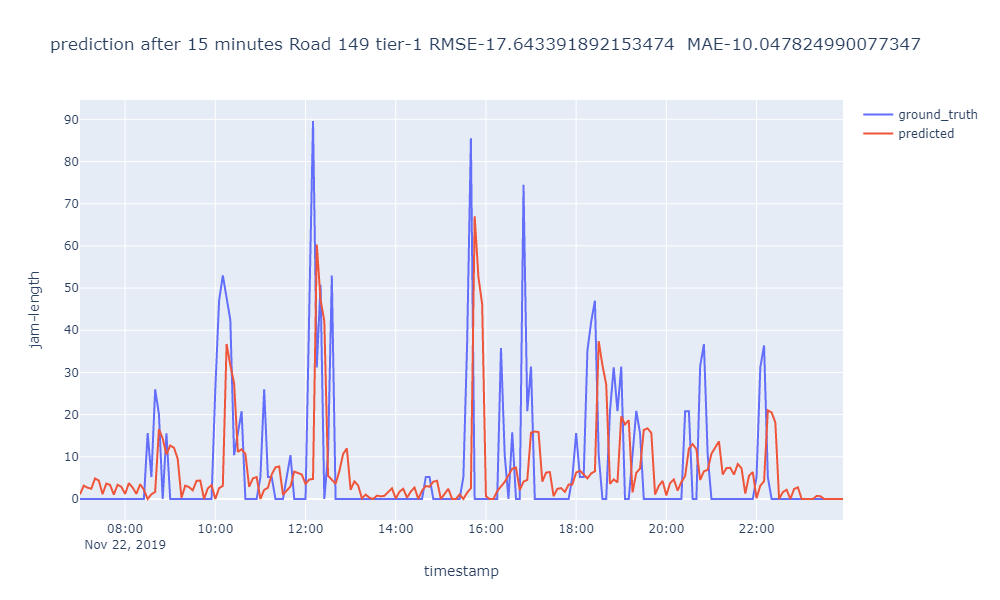 prediction after 15 minutes Road 149 tier-1 RMSE-17.643391892153474  MAE-10.047824990077347
ground_truth
predicted
90
80
70
60
50
40
30
20
10
0
jam-length
08:00 10:00 12:00 14:00 16:00 18:00 20:00 22:00
Nov 22, 2019
timestamp